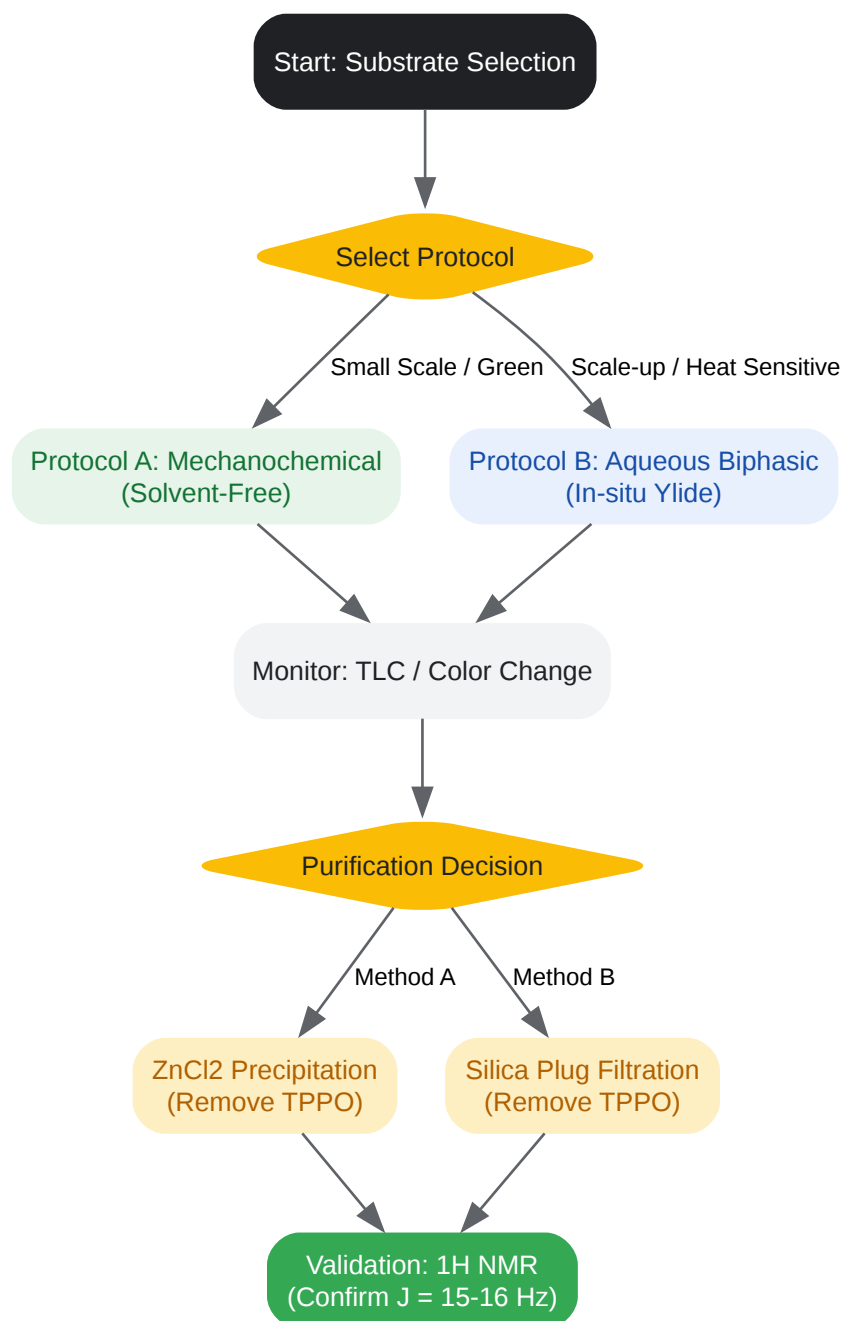 Start: Substrate Selection
Select Protocol
Small Scale / Green
Scale-up / Heat Sensitive
Protocol A: Mechanochemical
(Solvent-Free)
Protocol B: Aqueous Biphasic
(In-situ Ylide)
Monitor: TLC / Color Change
Purification Decision
Method A
Method B
ZnCl2 Precipitation
(Remove TPPO)
Silica Plug Filtration
(Remove TPPO)
Validation: 1H NMR
(Confirm J = 15-16 Hz)